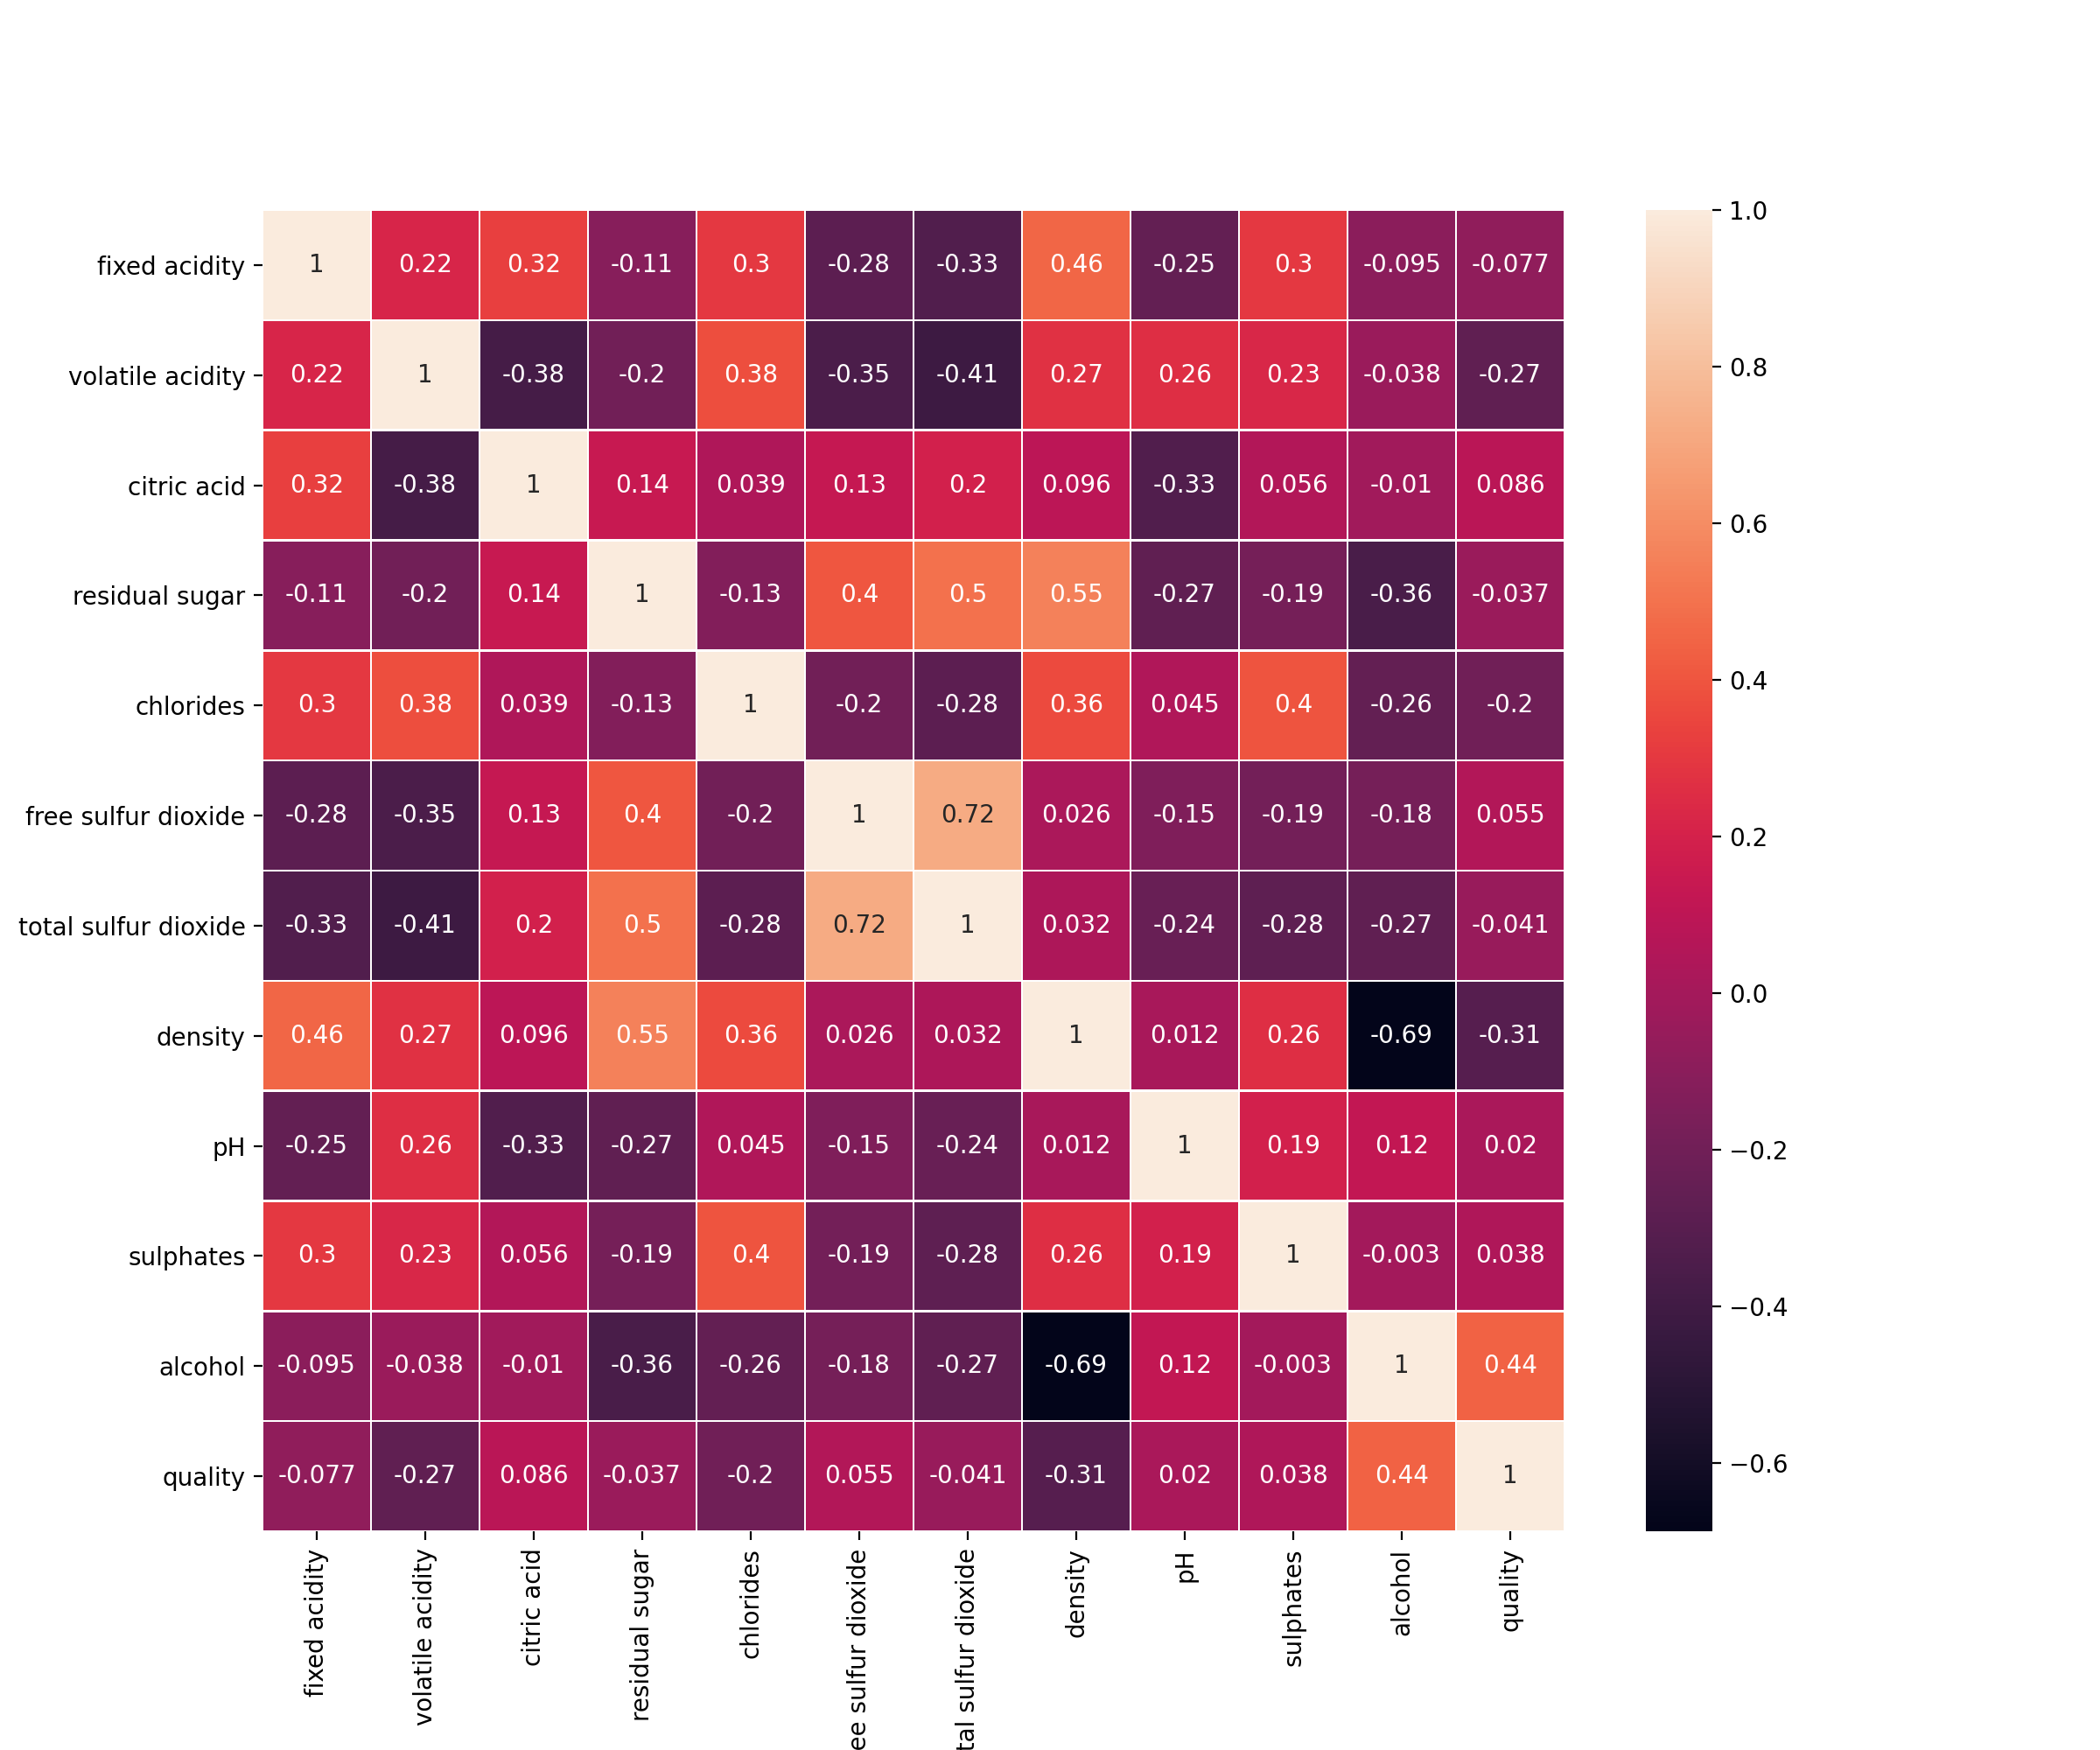 fixed acidity 1 0.22 0.32 -0.11 0.3 -0.28 -0.33 0.46 -0.25 0.3 -0.095 -0.077
volatile acidity 0.22 1 -0.38 -0.2 0.38 -0.35 -0.41 0.27 0.26 0.23 -0.038 -0.27
citric acid 0.32 -0.38 1 0.14 0.039 0.13 0.2 0.096 -0.33 0.056 -0.01 0.086
residual sugar -0.11 -0.2 0.14 1 -0.13 0.4 0.5 0.55 -0.27 -0.19 -0.36 -0.037
chlorides 0.3 0.38 0.039 -0.13 1 -0.2 -0.28 0.36 0.045 0.4 -0.26 -0.2
free sulfur dioxide -0.28 -0.35 0.13 0.4 -0.2 1 0.72 0.026 -0.15 -0.19 -0.18 0.055
total sulfur dioxide -0.33 -0.41 0.2 0.5 -0.28 0.72 1 0.032 -0.24 -0.28 -0.27 -0.041
density 0.46 0.27 0.096 0.55 0.36 0.026 0.032 1 0.012 0.26 -0.69 -0.31
pH -0.25 0.26 -0.33 -0.27 0.045 -0.15 -0.24 0.012 1 0.19 0.12 0.02
sulphates 0.3 0.23 0.056 -0.19 0.4 -0.19 -0.28 0.26 0.19 1 -0.003 0.038
alcohol -0.095 -0.038 -0.01 -0.36 -0.26 -0.18 -0.27 -0.69 0.12 -0.003 1 0.44
quality -0.077 -0.27 0.086 -0.037 -0.2 0.055 -0.041 -0.31 0.02 0.038 0.44 1
fixed acidity
volatile acidity
citric acid
residual sugar
chlorides
ee sulfur dioxide
tal sulfur dioxide
density
pH
sulphates
alcohol
quality
1.0
0.8
0.6
0.4
0.2
0.0
−0.2
−0.4
−0.6